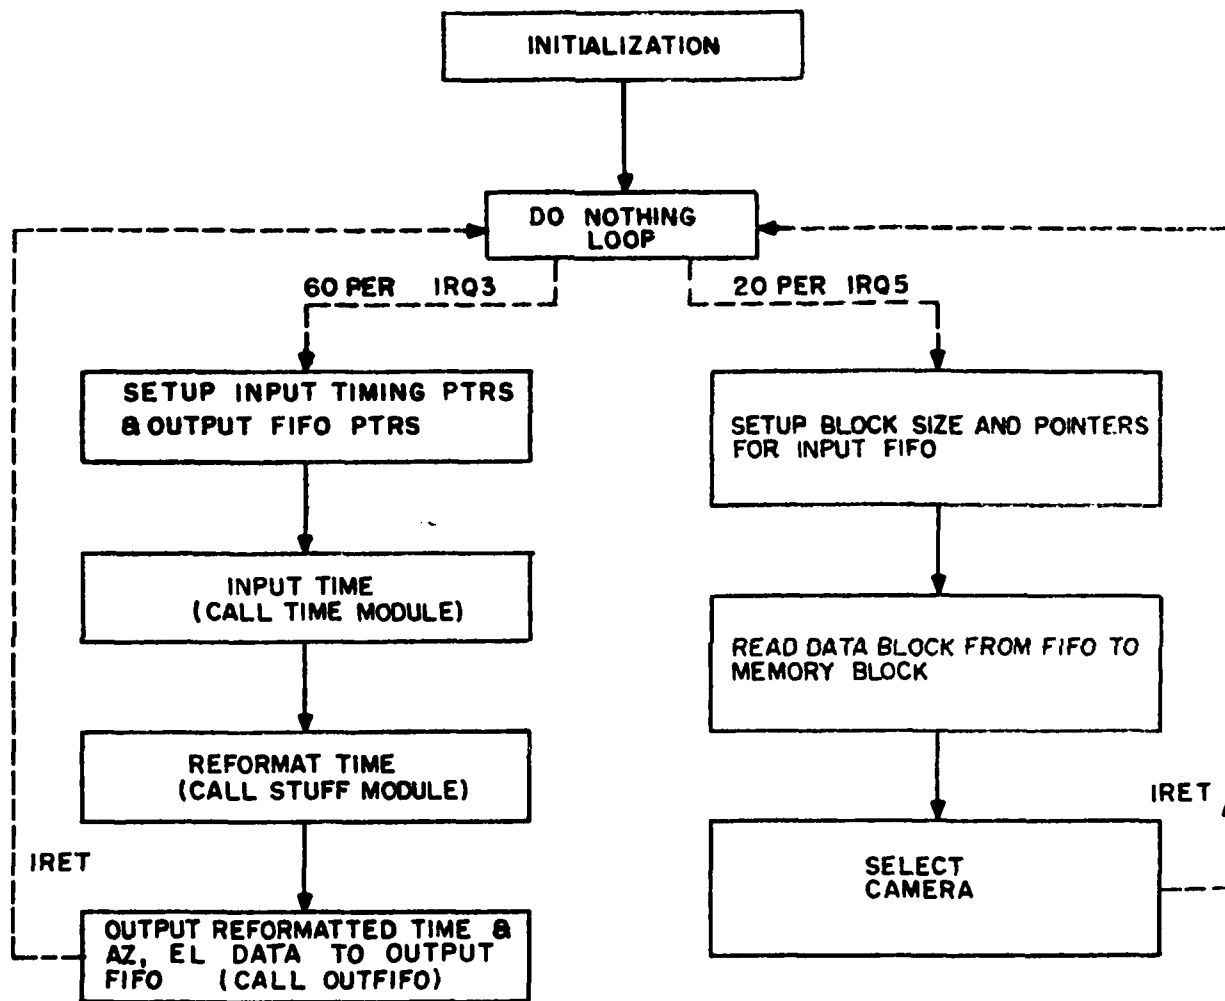 INITIALIZATION
DO NOTHING
LOOP
60 PER IRQ3
20 PER IRQ5
SETUP INPUT TIMING PTRS
& OUTPUT FIFO PTRS
SETUP BLOCK SIZE AND POINTERS
FOR INPUT FIFO
INPUT TIME
(CALL TIME MODULE)
READ DATA BLOCK FROM FIFO TO
MEMORY BLOCK
REFORMAT TIME
(CALL STUFF MODULE)
IRET
SELECT
CAMERA
IRET
OUTPUT REFORMATTED TIME &
AZ, EL DATA TO OUTPUT
FIFO (CALL OUTFIFO)